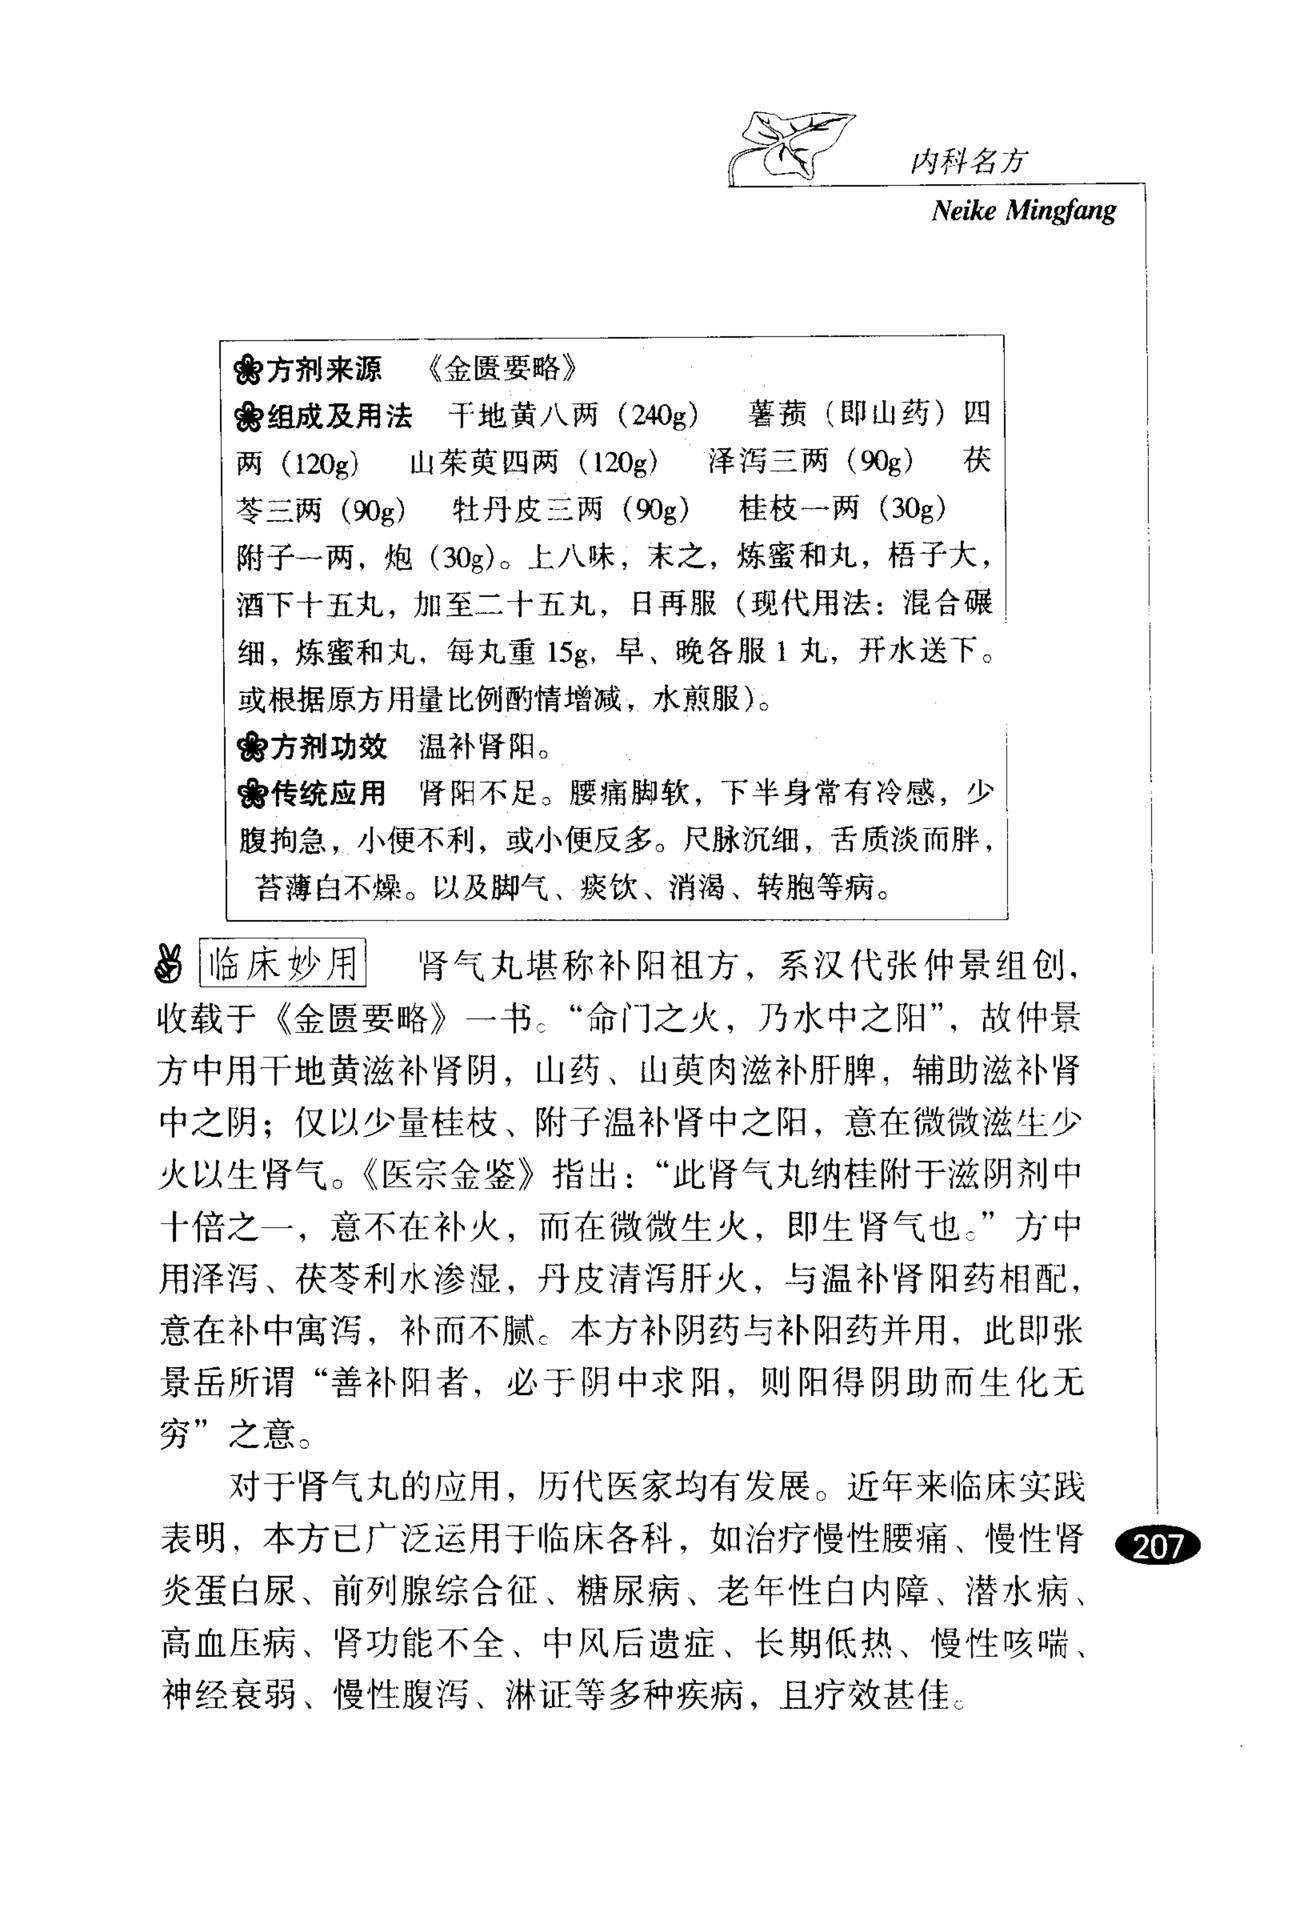 内科名方
Neike Mingfang
方剂来源 《金匮要略》
组成及用法 干地黄八两（240g） 薯蓣（即山药）四
两（120g） 山茱萸四两（120g） 泽泻三两（90g） 茯
苓三两（90g） 牡丹皮三两（90g） 桂枝一两（30g）
附子一两，炮（30g）。上八味，末之，炼蜜和丸，梧子大，
酒下十五丸，加至二十五丸，日再服（现代用法：混合碾
细，炼蜜和丸，每丸重 15g，早、晚各服 1 丸，开水送下。
或根据原方用量比例酌情增减，水煎服）。
方剂功效 温补肾阳。
传统应用 肾阳不足。腰痛脚软，下半身常有冷感，少
腹拘急，小便不利，或小便反多。尺脉沉细，舌质淡而胖，
苔薄白不燥。以及脚气、痰饮、消渴、转胞等病。
临床妙用 肾气丸堪称补阳祖方，系汉代张仲景组创，
收载于《金匮要略》一书。“命门之火，乃水中之阳”，故仲景
方中用干地黄滋补肾阴，山药、山萸肉滋补肝脾，辅助滋补肾
中之阴；仅以少量桂枝、附子温补肾中之阳，意在微微滋生少
火以生肾气。《医宗金鉴》指出：“此肾气丸纳桂附于滋阴剂中
十倍之一，意不在补火，而在微微生火，即生肾气也。”方中
用泽泻、茯苓利水渗湿，丹皮清泻肝火，与温补肾阳药相配，
意在补中寓泻，补而不腻。本方补阴药与补阳药并用，此即张
景岳所谓“善补阳者，必于阴中求阳，则阳得阴助而生化无
穷”之意。
对于肾气丸的应用，历代医家均有发展。近年来临床实践
表明，本方已广泛运用于临床各科，如治疗慢性腰痛、慢性肾
炎蛋白尿、前列腺综合征、糖尿病、老年性白内障、潜水病、
高血压病、肾功能不全、中风后遗症、长期低热、慢性咳喘、
神经衰弱、慢性腹泻、淋证等多种疾病，且疗效甚佳。
207